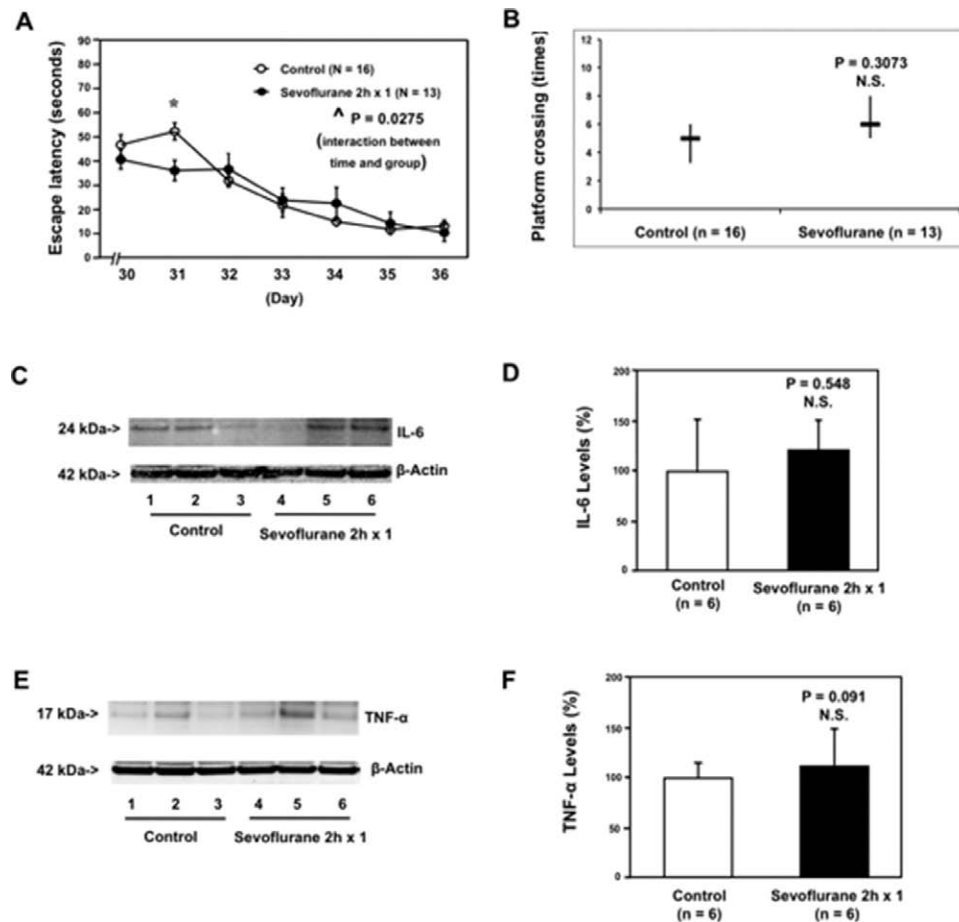 A
Escape latency (seconds)
90
80
70
60
50
40
30
20
10
0
Control (N = 16)
Sevoflurane 2h x 1 (N = 13)
*
^ P = 0.0275
(interaction between
time and group)
30 31 32 33 34 35 36
(Day)
B
Platform crossing (times)
12
10
8
6
4
2
0
P = 0.3073
N.S.
Control (n = 16) Sevoflurane (n = 13)
C
24 kDa-> IL-6
42 kDa-> β-Actin
1 2 3 4 5 6
Control Sevoflurane 2h x 1
D
IL-6 Levels (%)
200
150
100
50
0
P = 0.548
N.S.
Control Sevoflurane 2h x 1
(n = 6) (n = 6)
E
17 kDa-> TNF-α
42 kDa-> β-Actin
1 2 3 4 5 6
Control Sevoflurane 2h x 1
F
TNF-α Levels (%)
200
150
100
50
0
P = 0.091
N.S.
Control Sevoflurane 2h x 1
(n = 6) (n = 6)